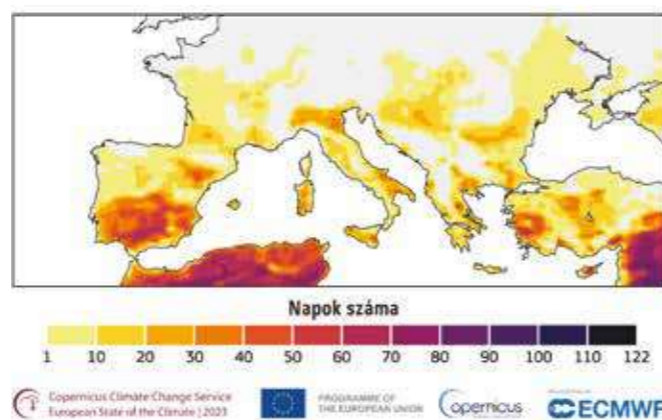 Napok száma
1 10 20 30 40 50 60 70 80 90 100 110 122
Copernicus Climate Change Service
European State of the Climate | 2023
PROGRAMME OF
THE EUROPEAN UNION
opernicus
ECMWF